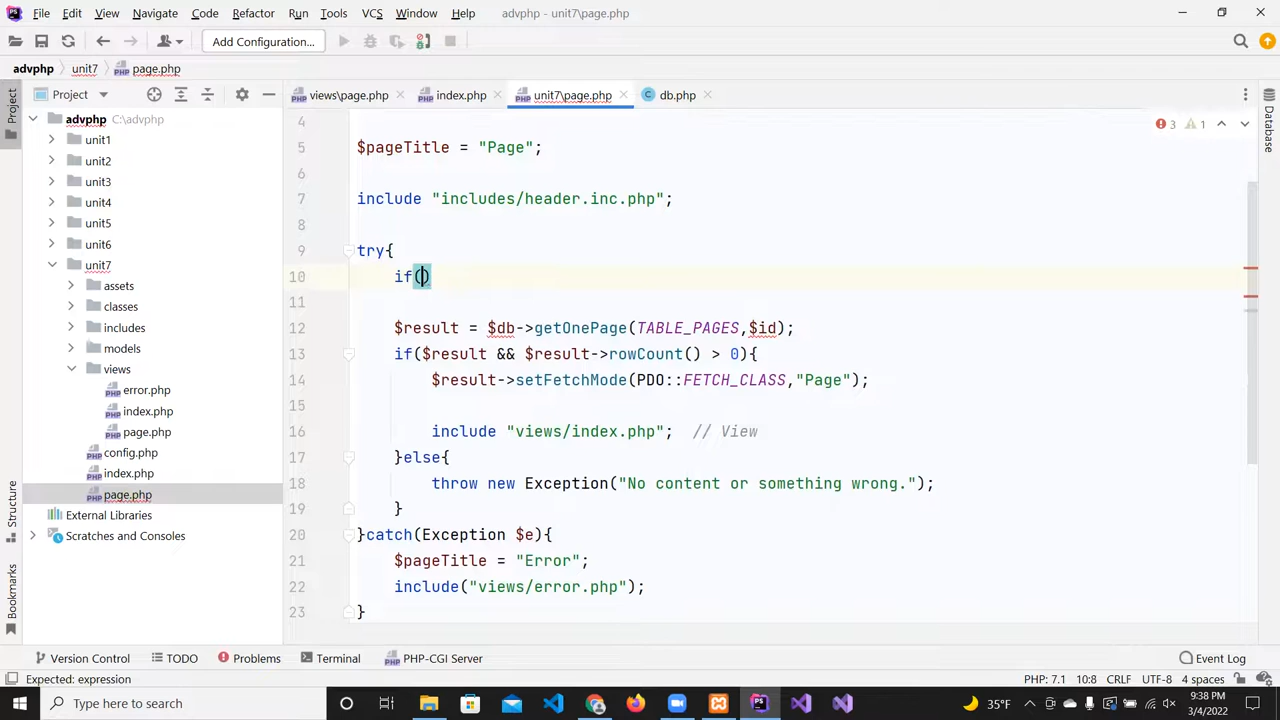 File Edit View Navigate Code Refactor Run Tools VCS Window Help advphp - unit7\page.php
Add Configuration...
advphp unit7 page.php
Project
views\page.php index.php unit7\page.php db.php
advphp C:\advphp
unit1
unit2
unit3
unit4
unit5
unit6
unit7
assets
classes
includes
models
views
error.php
index.php
page.php
config.php
index.php
page.php
External Libraries
Scratches and Consoles
Project
Structure
Bookmarks
3 1
4
5 $pageTitle = "Page";
6
7 include "includes/header.inc.php";
8
9 try{
10 if()
11
12 $result = $db->getOnePage(TABLE_PAGES,$id);
13 if($result && $result->rowCount() > 0){
14 $result->setFetchMode(PDO::FETCH_CLASS,"Page");
15
16 include "views/index.php"; // View
17 }else{
18 throw new Exception("No content or something wrong.");
19 }
20 }catch(Exception $e){
21 $pageTitle = "Error";
22 include("views/error.php");
23 }
Database
Version Control TODO Problems Terminal PHP-CGI Server Event Log
Expected: expression PHP: 7.1 10:8 CRLF UTF-8 4 spaces
Type here to search 35°F 9:38 PM
3/4/2022